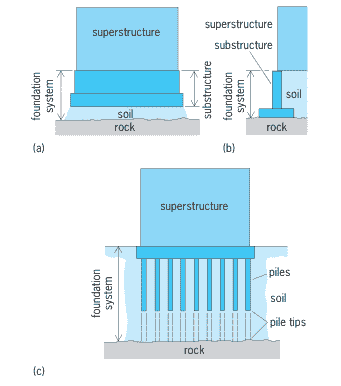 superstructure
foundation
system
substructure
soil
rock
(a)
superstructure
substructure
foundation
system
soil
rock
(b)
superstructure
foundation
system
piles
soil
pile tips
rock
(c)